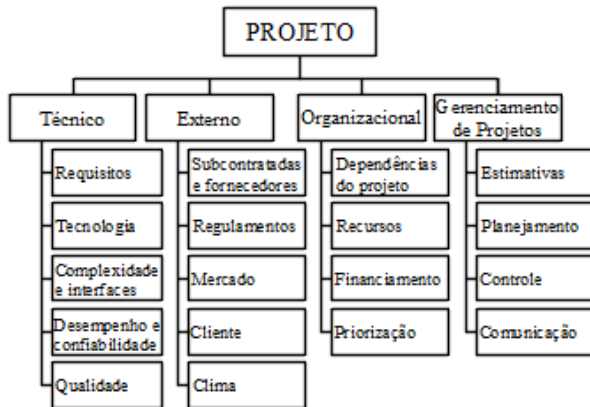 PROJETO
Técnico
Externo
Organizacional
Gerenciamento
de Projetos
Requisitos
Tecnologia
Complexidade
e interfaces
Desempenho e
confiabilidade
Qualidade
Subcontratadas
e fornecedores
Regulamentos
Mercado
Cliente
Clima
Dependências
do projeto
Recursos
Financiamento
Priorização
Estimativas
Planejamento
Controle
Comunicação